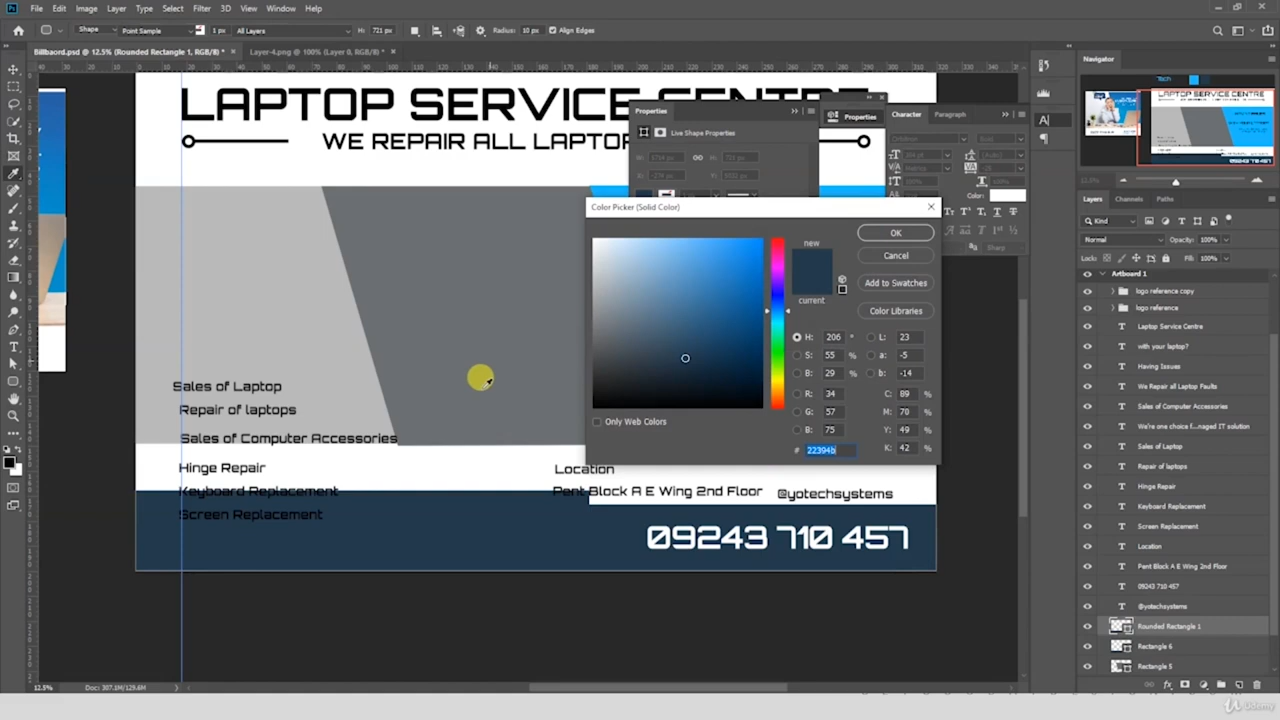 File Edit Image Layer Type Select Filter 3D View Window Help
Shape Point Sample 1 px All Layers H: 721 px Radius: 10 px Align Edges
Billbaord.psd @ 12.5% (Rounded Rectangle 1, RGB/8) * × Layer-4.png @ 100% (Layer 0, RGB/8) * ×
LAPTOP SERVICE CENTRE
WE REPAIR ALL LAPTO
Sales of Laptop
Repair of laptops
Sales of Computer Accessories
Hinge Repair
Keyboard Replacement
Screen Replacement
Location
Pent Block A E Wing 2nd Floor
@yotechsystems
09243 710 457
Properties
Live Shape Properties
Properties
Character Paragraph
Color:
Color Picker (Solid Color)
new
current
OK
Cancel
Add to Swatches
Color Libraries
H: 206 °
S: 55 %
B: 29 %
R: 34
G: 57
B: 75
# 22394b
L: 23
a: -5
b: -14
C: 89 %
M: 70 %
Y: 49 %
K: 42 %
Only Web Colors
Navigator
Layers Channels Paths
Kind
Normal Opacity: 100%
Locks: Fill: 100%
Artboard 1
logo reference copy
logo reference
Laptop Service Centre
with your laptop?
Having Issues
We Repair All Laptop Faults
Sales of Computer Accessories
We're one choice f...naged IT solution
Sales of Laptop
Repair of laptops
Hinge Repair
Keyboard Replacement
Screen Replacement
Location
Pent Block A E Wing 2nd Floor
09243 710 457
@yotechsystems
Rounded Rectangle 1
Rectangle 6
Rectangle 5
12.5% Doc: 307.1M/129.6M
Udemy